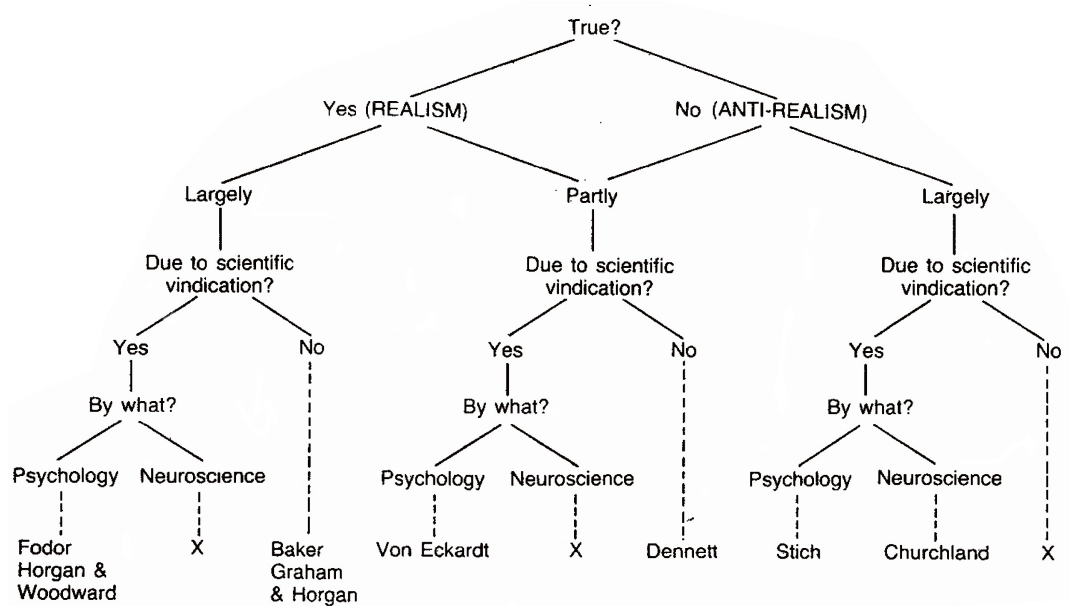 True?
Yes (REALISM) No (ANTI-REALISM)
Largely Partly Largely
Due to scientific Due to scientific Due to scientific
vindication? vindication? vindication?
Yes No Yes No Yes No
By what? By what? By what?
Psychology Neuroscience Psychology Neuroscience Psychology Neuroscience
Fodor X Baker Von Eckardt X Dennett Stich Churchland X
Horgan & Graham
Woodward & Horgan